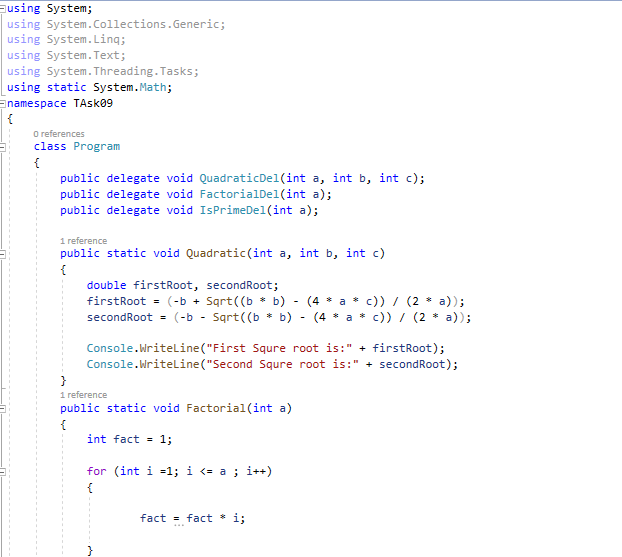 using System;
using System.Collections.Generic;
using System.Linq;
using System.Text;
using System.Threading.Tasks;
using static System.Math;
namespace TAsk09
{
0 references
class Program
{
public delegate void QuadraticDel(int a, int b, int c);
public delegate void FactorialDel(int a);
public delegate void IsPrimeDel(int a);
1 reference
public static void Quadratic(int a, int b, int c)
{
double firstRoot, secondRoot;
firstRoot = (-b + Sqrt((b * b) - (4 * a * c)) / (2 * a));
secondRoot = (-b - Sqrt((b * b) - (4 * a * c)) / (2 * a));
Console.WriteLine("First Squre root is:" + firstRoot);
Console.WriteLine("Second Squre root is:" + secondRoot);
}
1 reference
public static void Factorial(int a)
{
int fact = 1;
for (int i =1; i <= a ; i++)
{
fact = fact * i;
}